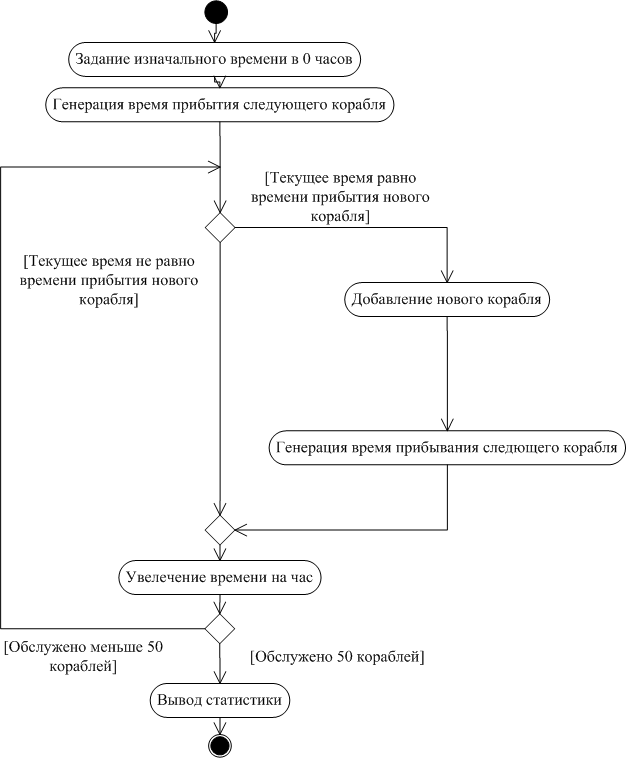 Задание изначального времени в 0 часов
Генерация время прибытия следующего корабля
[Текущее время равно
времени прибытия нового
корабля]
[Текущее время не равно
времени прибытия нового
корабля]
Добавление нового корабля
Генерация время прибывания следющего корабля
Увелечение времени на час
[Обслужено меньше 50
кораблей]
[Обслужено 50 кораблей]
Вывод статистики